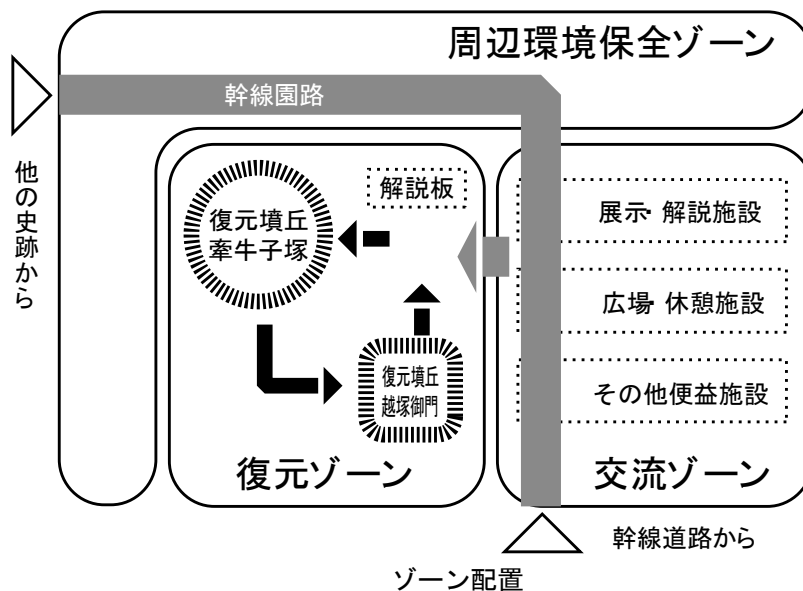 周辺環境保全ゾーン
幹線園路
他の史跡から
解説板
復元墳丘
牽牛子塚
展示・解説施設
広場・休憩施設
復元墳丘
越塚御門
その他便益施設
復元ゾーン
交流ゾーン
幹線道路から
ゾーン配置